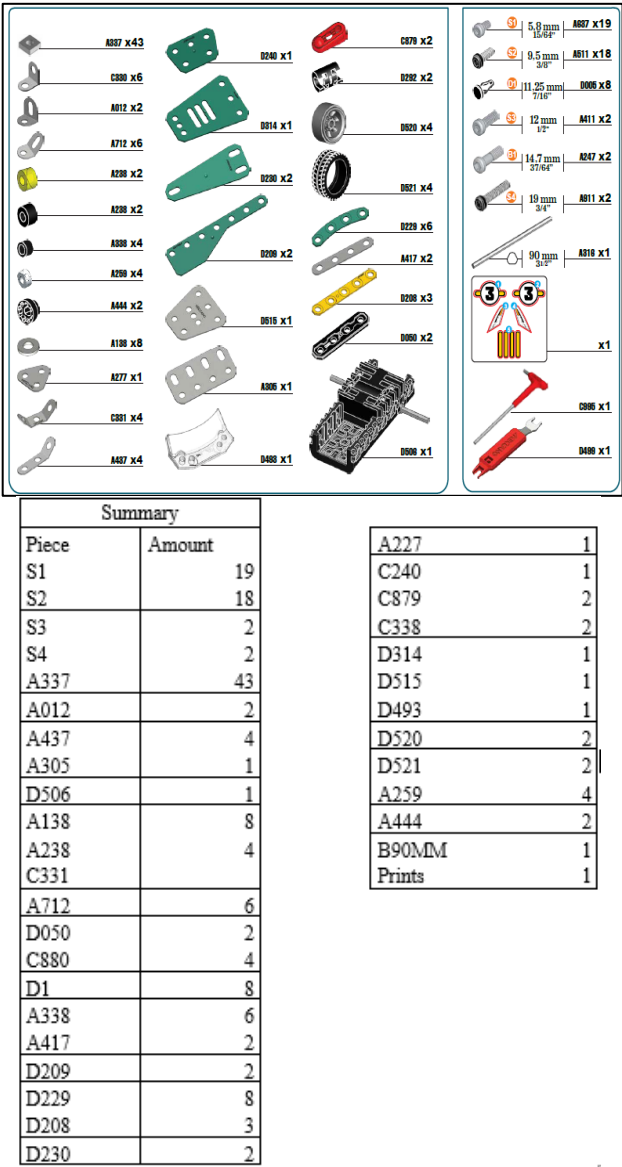 A337 x43
C330 x6
A012 x2
A712 x6
A238 x2
A238 x2
A338 x4
A259 x4
A444 x2
A138 x8
A277 x1
C331 x4
A437 x4
D240 x1
D314 x1
D230 x2
D209 x2
D515 x1
A305 x1
D493 x1
C879 x2
D292 x2
D520 x4
D521 x4
D229 x6
A417 x2
D208 x3
D050 x2
D506 x1
S1 5.8 mm 15/64" A687 x19
S2 9.5 mm 3/8" A511 x18
D1 11.25 mm 7/16" D005 x8
S3 12 mm 1/2" A411 x2
B1 14.7 mm 37/64" A247 x2
S4 19 mm 3/4" A911 x2
90 mm 3 1/2" A318 x1
3 3
x1
C995 x1
D499 x1
Summary
Piece Amount
S1 19
S2 18
S3 2
S4 2
A337 43
A012 2
A437 4
A305 1
D506 1
A138 8
A238 4
C331
A712 6
D050 2
C880 4
D1 8
A338 6
A417 2
D209 2
D229 8
D208 3
D230 2
A227 1
C240 1
C879 2
C338 2
D314 1
D515 1
D493 1
D520 2
D521 2
A259 4
A444 2
B90MM 1
Prints 1